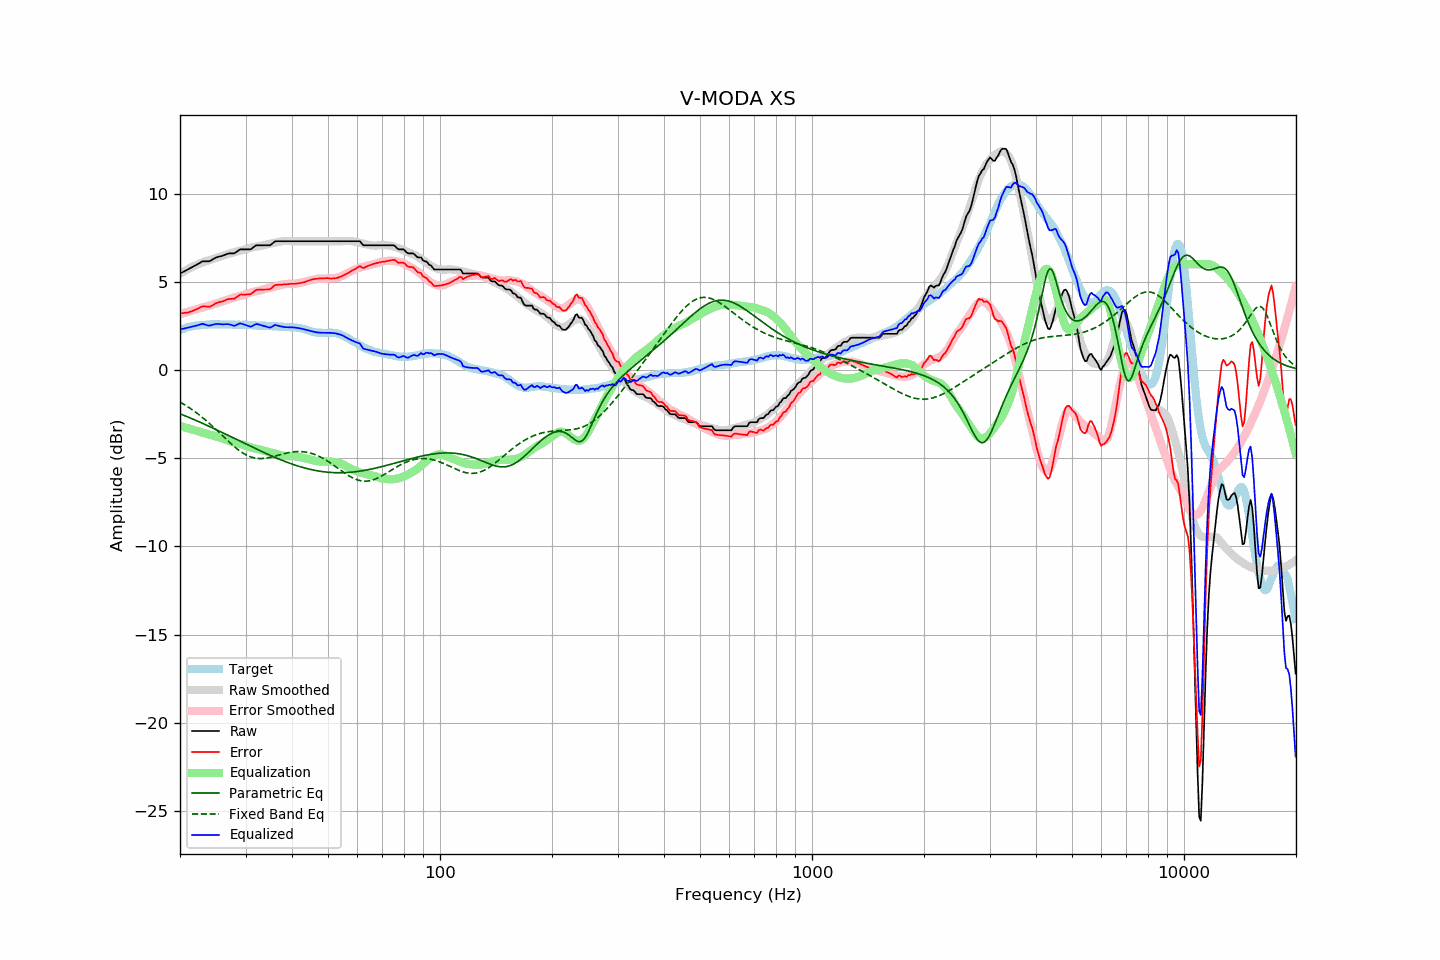 V-MODA XS
Amplitude (dBr)
10
5
0
−5
−10
−15
−20
−25
Target
Raw Smoothed
Error Smoothed
Raw
Error
Equalization
Parametric Eq
Fixed Band Eq
Equalized
100
1000
10000
Frequency (Hz)